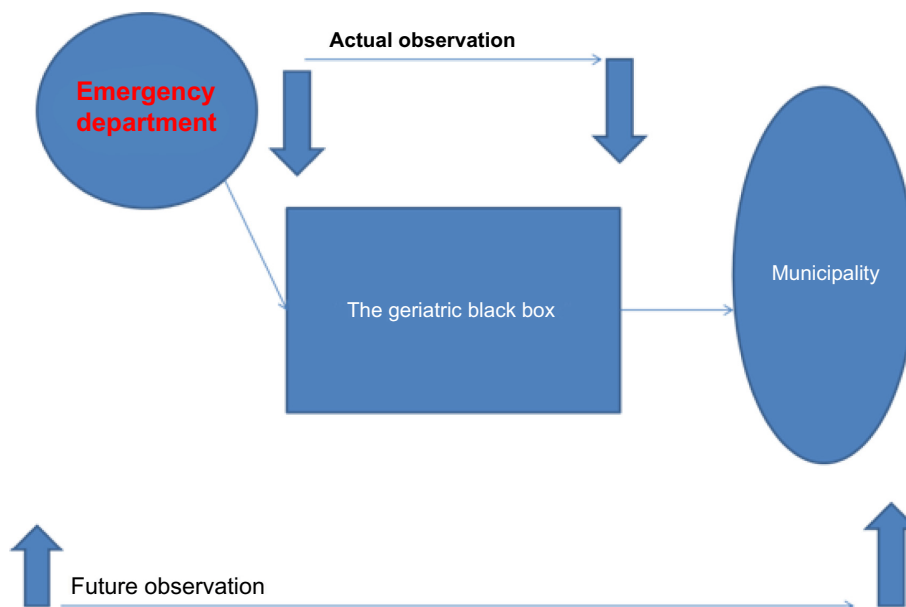 Actual observation
Emergency
department
Municipality
The geriatric black box
Future observation